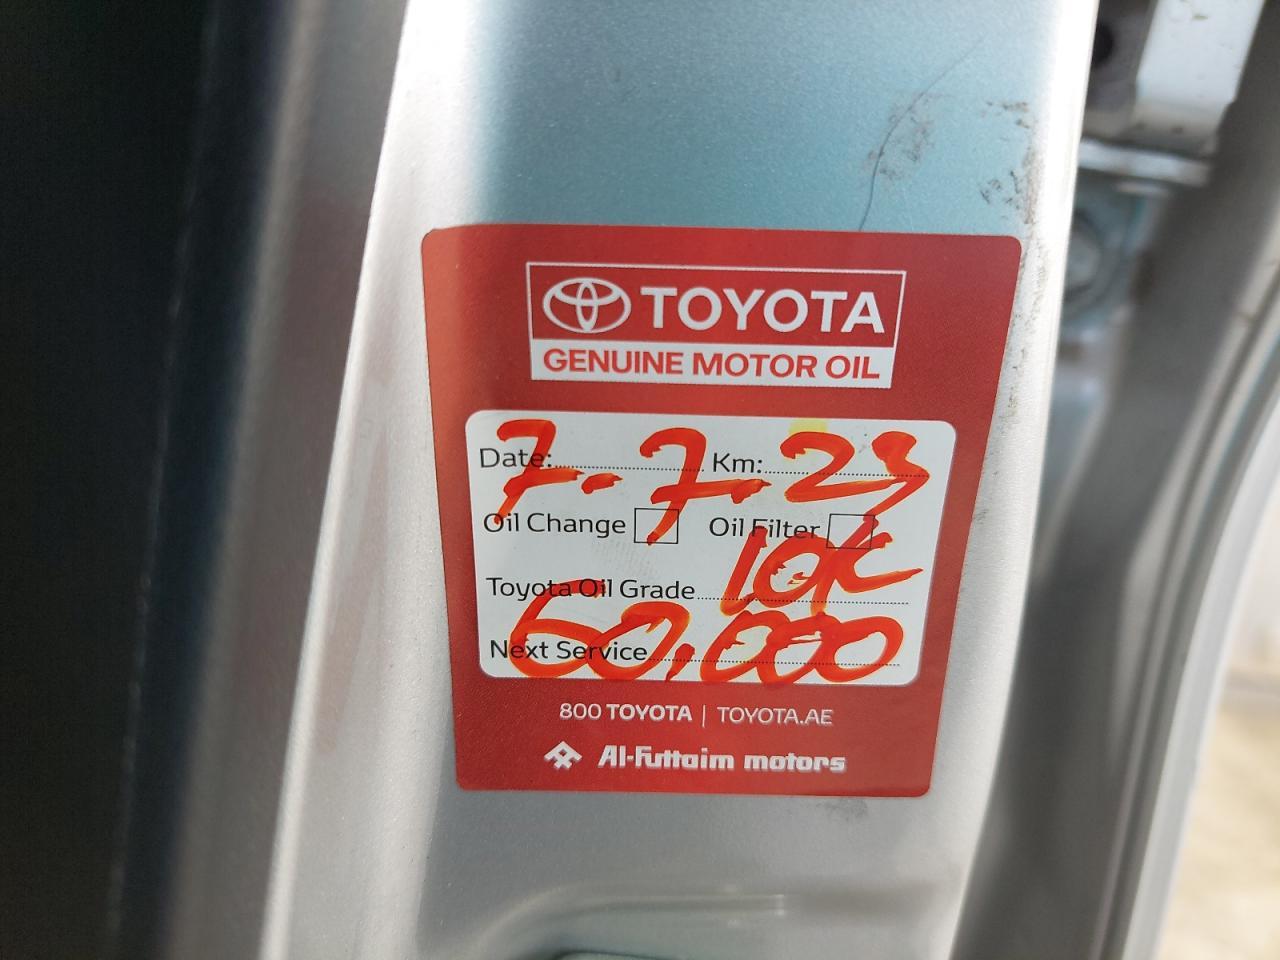 TOYOTA
GENUINE MOTOR OIL
Date: Km:
7.7.23
Oil Change Oil Filter
10K
Toyota Oil Grade
60,000
Next Service
800 TOYOTA | TOYOTA.AE
Al-Futtaim motors